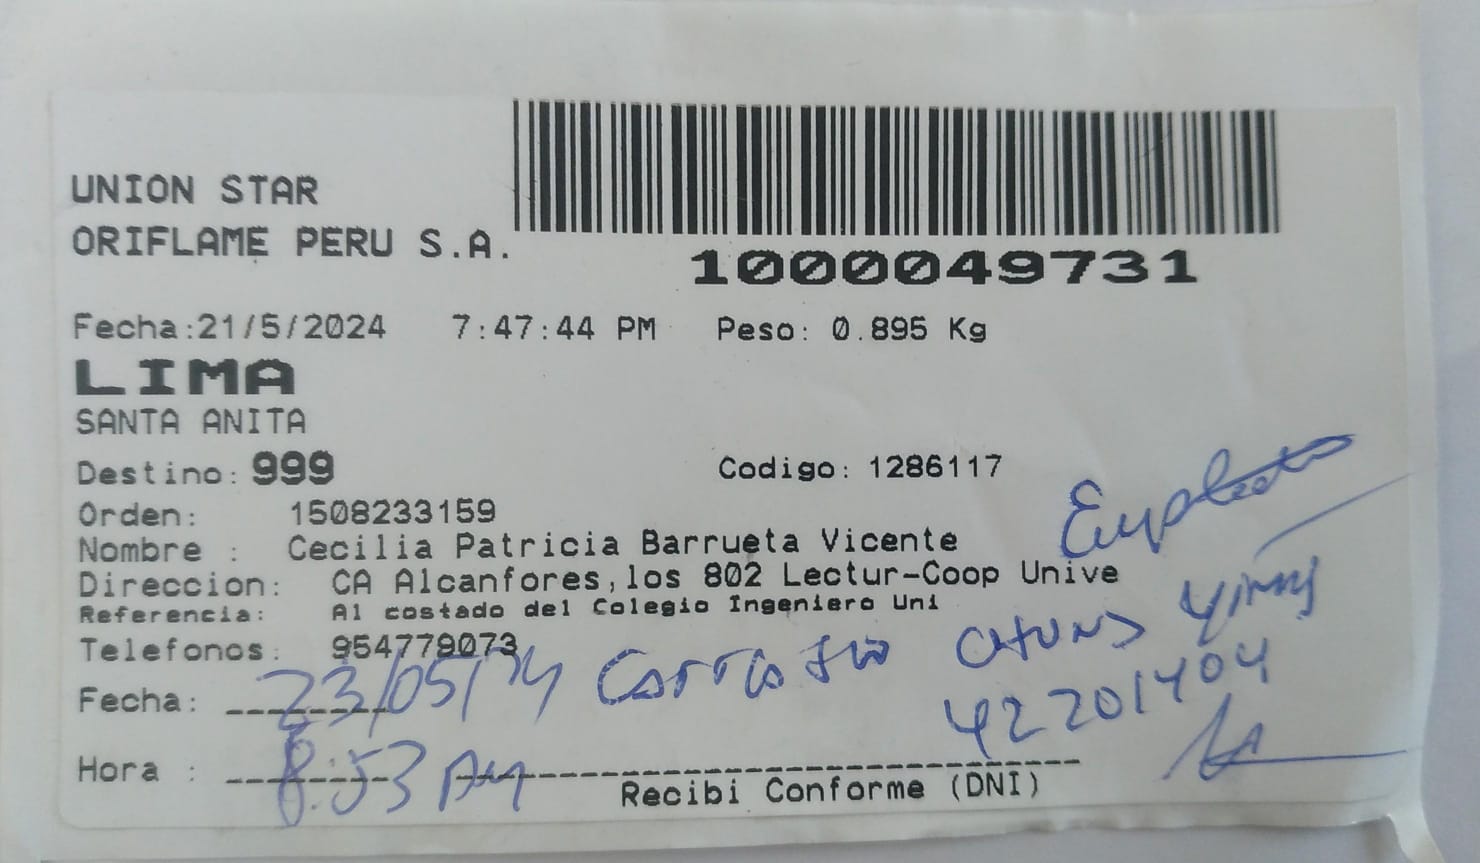 UNION STAR
ORIFLAME PERU S.A.
1000049731
Fecha:21/5/2024 7:47:44 PM Peso: 0.895 Kg
LIMA
SANTA ANITA
Destino: 999 Codigo: 1286117
Orden: 1508233159
Nombre : Cecilia Patricia Barrueta Vicente
Direccion: CA Alcanfores,los 802 Lectur-Coop Unive
Referencia: Al costado del Colegio Ingeniero Uni
Telefonos: 954779073
Fecha: 23/05/24
42201404
Hora : 8:53 AM
Recibi Conforme (DNI)